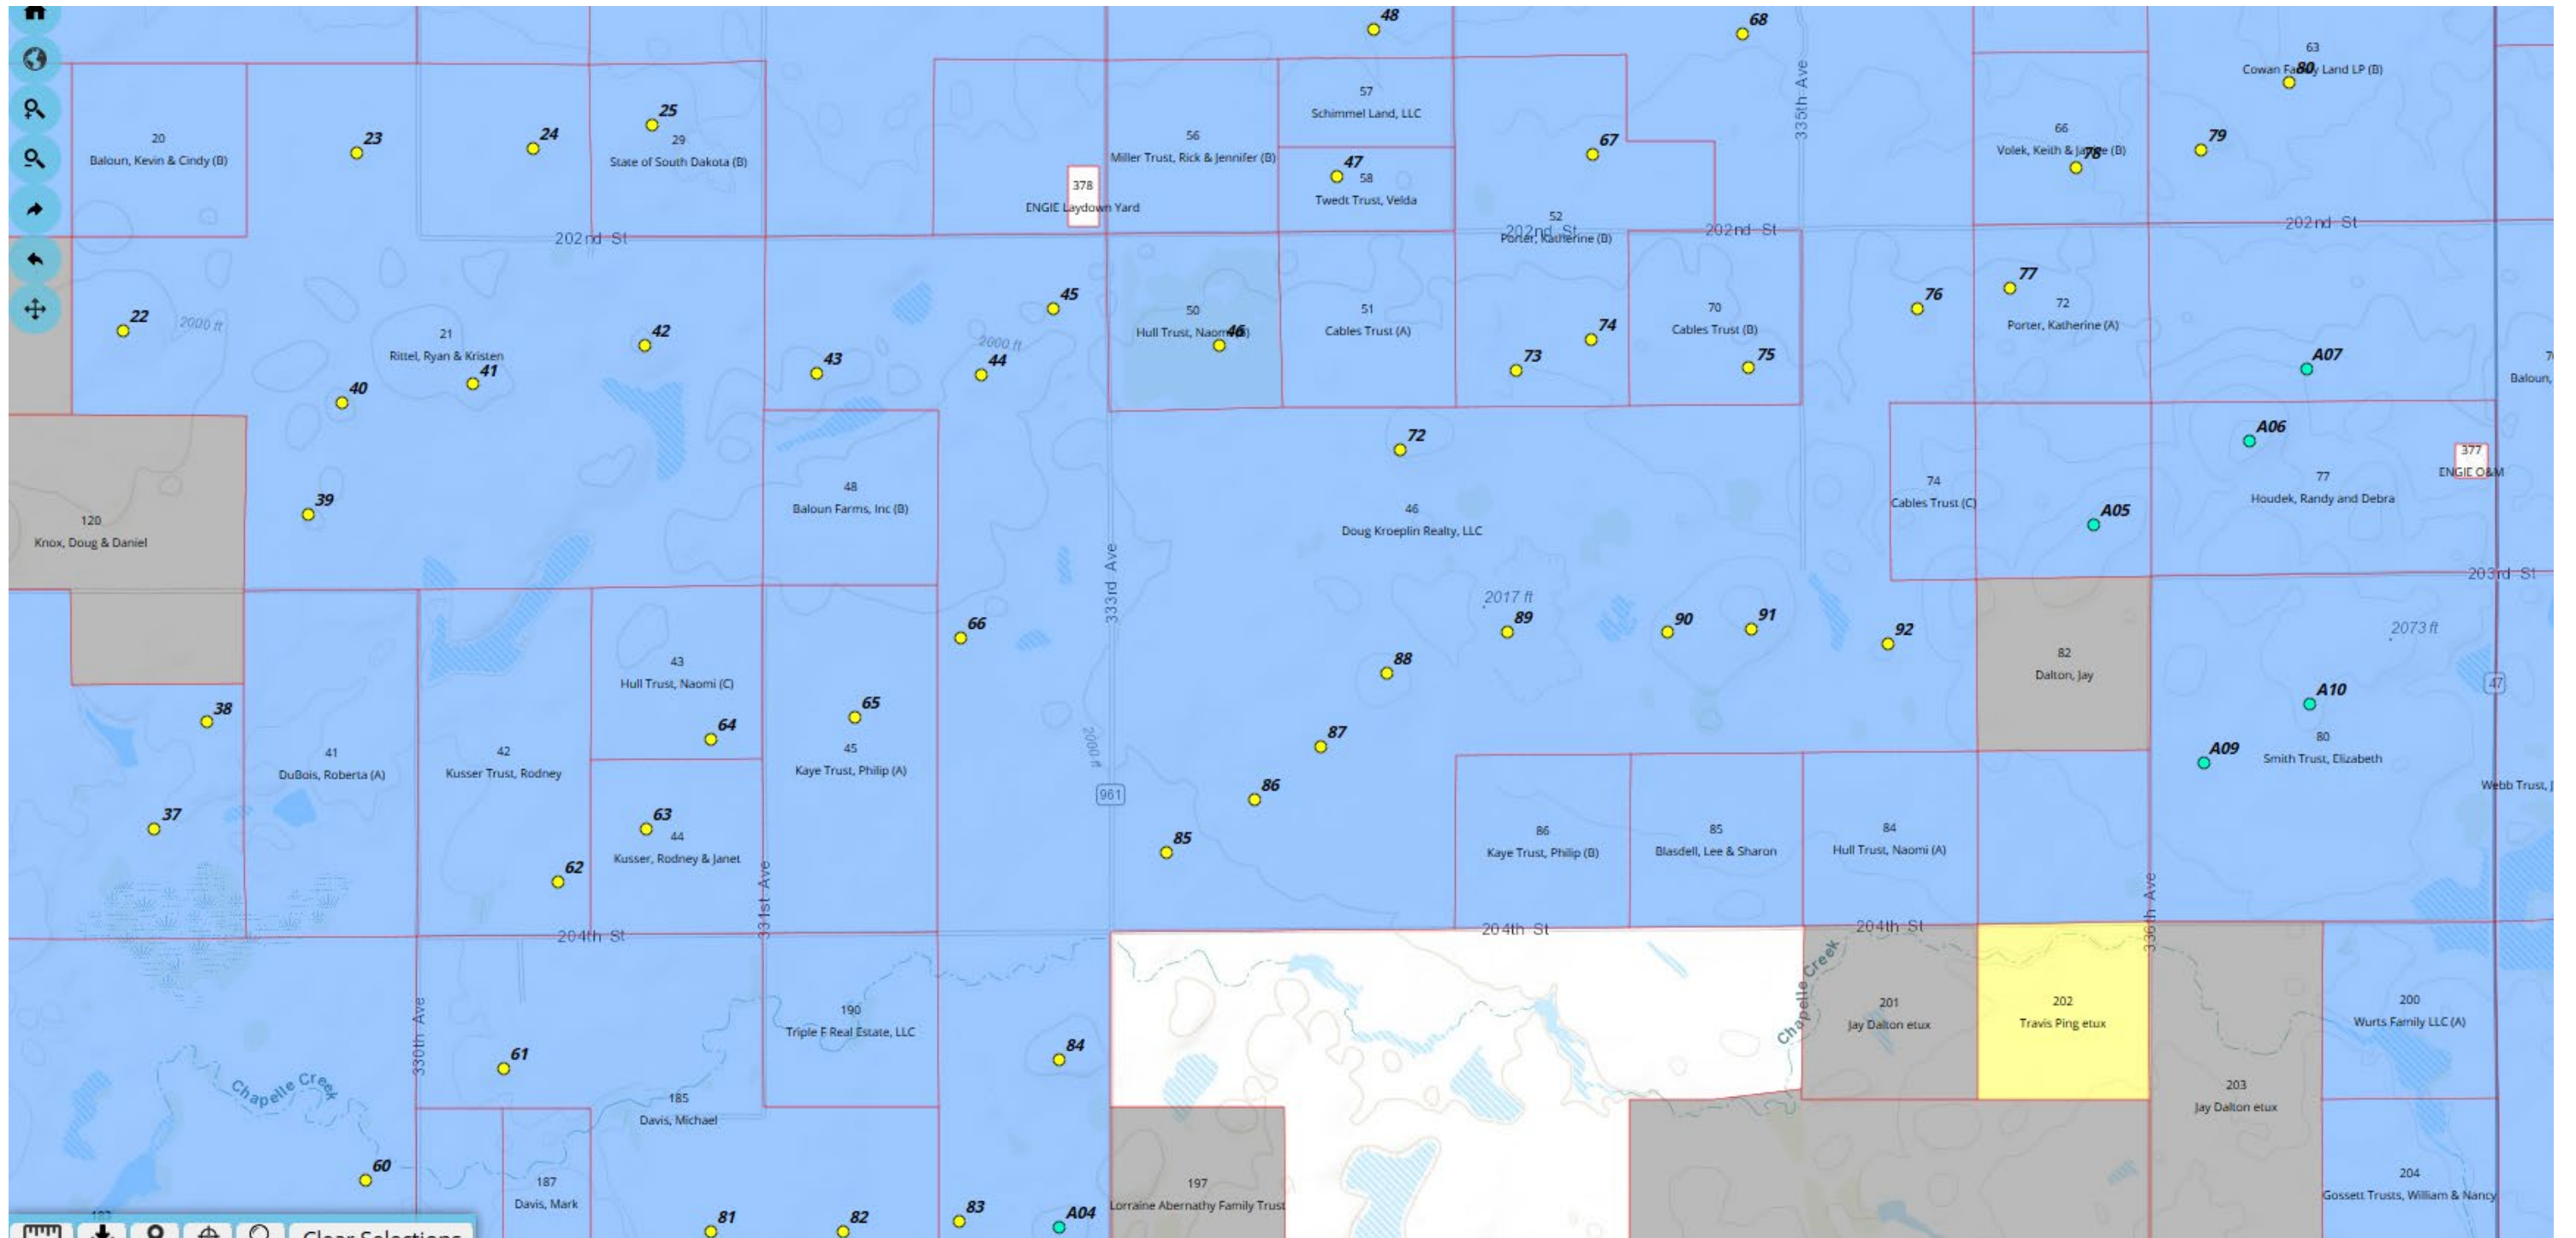 48
68
63
Cowan Fa
80
y Land LP (B)
57
Schimmel Land, LLC
335th Ave
25
23
24
20
Baloun, Kevin & Cindy (B)
29
State of South Dakota (B)
56
Miller Trust, Rick & Jennifer (B)
67
66
Volek, Keith &
78
(B)
79
47
58
Twedt Trust, Velda
378
ENGIE Laydown Yard
202nd St
52
202nd St
Porter, Katherine (B)
202nd St
202nd St
22
2000 ft
21
Rittel, Ryan & Kristen
42
45
2000 ft
44
43
50
Hull Trust, Naomi
46
51
Cables Trust (A)
74
73
70
Cables Trust (B)
75
76
77
72
Porter, Katherine (A)
A07
Baloun,
41
40
72
A06
377
ENGIE O&M
77
Houdek, Randy and Debra
39
48
Baloun Farms, Inc (B)
46
Doug Kroeplin Realty, LLC
74
Cables Trust (C)
A05
120
Knox, Doug & Daniel
333rd Ave
203rd St
2017 ft
89
90
91
92
66
2073 ft
82
Dalton, Jay
43
Hull Trust, Naomi (C)
88
47
A10
38
64
65
87
80
Smith Trust, Elizabeth
A09
41
DuBois, Roberta (A)
42
Kusser Trust, Rodney
45
Kaye Trust, Philip (A)
2000 ft
961
Webb Trust, J
86
37
63
44
Kusser, Rodney & Janet
85
86
Kaye Trust, Philip (B)
85
Blasdell, Lee & Sharon
84
Hull Trust, Naomi (A)
62
331st Ave
336th Ave
204th St
204th St
204th St
330th Ave
190
Triple F Real Estate, LLC
84
Chapelle Creek
201
Jay Dalton etux
202
Travis Ping etux
200
Wurts Family LLC (A)
61
Chapelle Creek
185
Davis, Michael
203
Jay Dalton etux
60
187
Davis, Mark
197
Lorraine Abernathy Family Trust
204
Gossett Trusts, William & Nancy
81
82
83
A04
Clear Selections